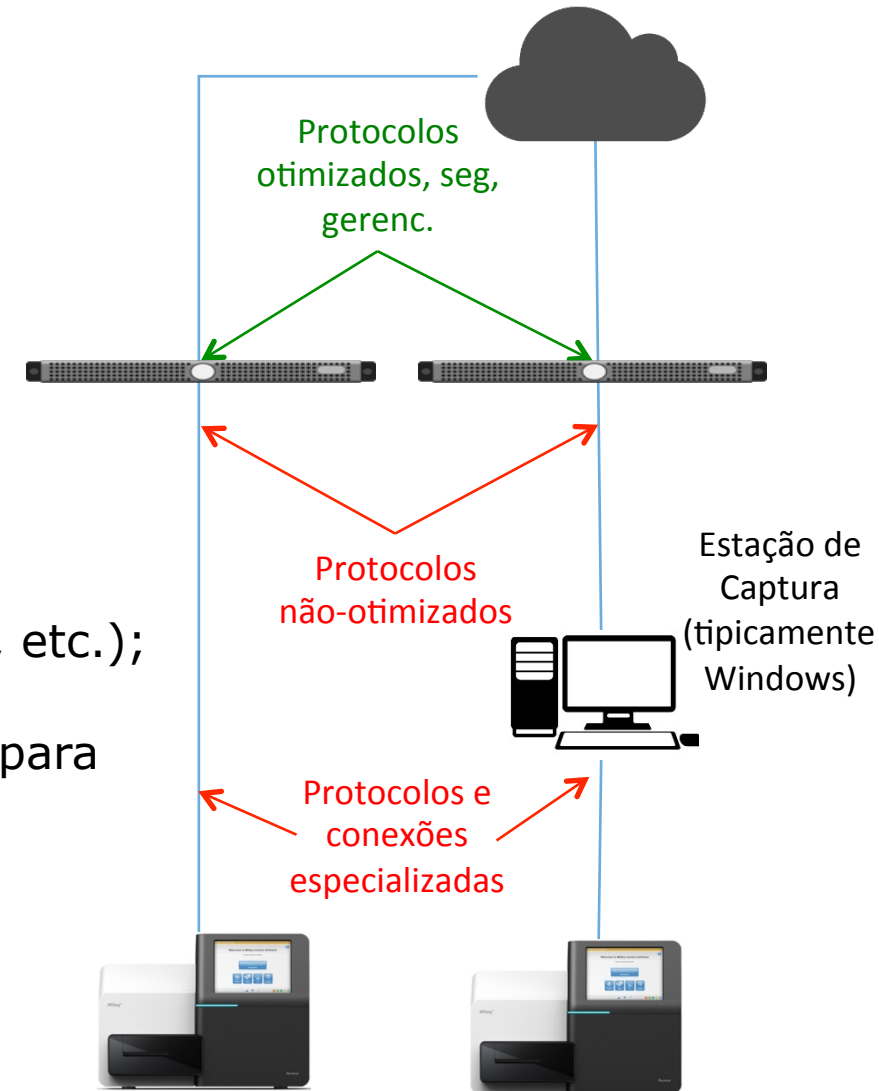 Protocolos
otimizados, seg,
gerenc.
Protocolos
não-otimizados
Estação de
Captura
(tipicamente
Windows)
etc.);
para
Protocolos e
conexões
especializadas